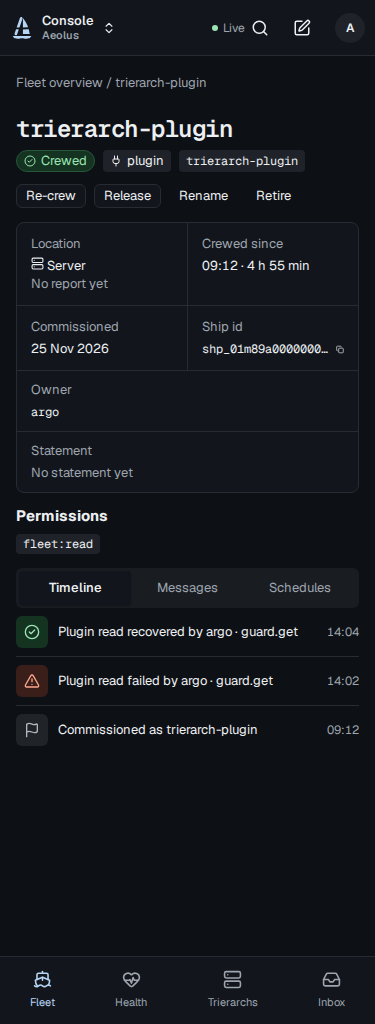 Console
Aeolus
Live
A
Fleet overview / trierarch-plugin
trierarch-plugin
Crewed
plugin
trierarch-plugin
Re-crew
Release
Rename
Retire
Location
Server
No report yet
Crewed since
09:12 · 4 h 55 min
Commissioned
25 Nov 2026
Ship id
shp_01m89a0000000…
Owner
argo
Statement
No statement yet
Permissions
fleet:read
Timeline
Messages
Schedules
Plugin read recovered by argo · guard.get 14:04
Plugin read failed by argo · guard.get 14:02
Commissioned as trierarch-plugin 09:12
Fleet
Health
Trierarchs
Inbox